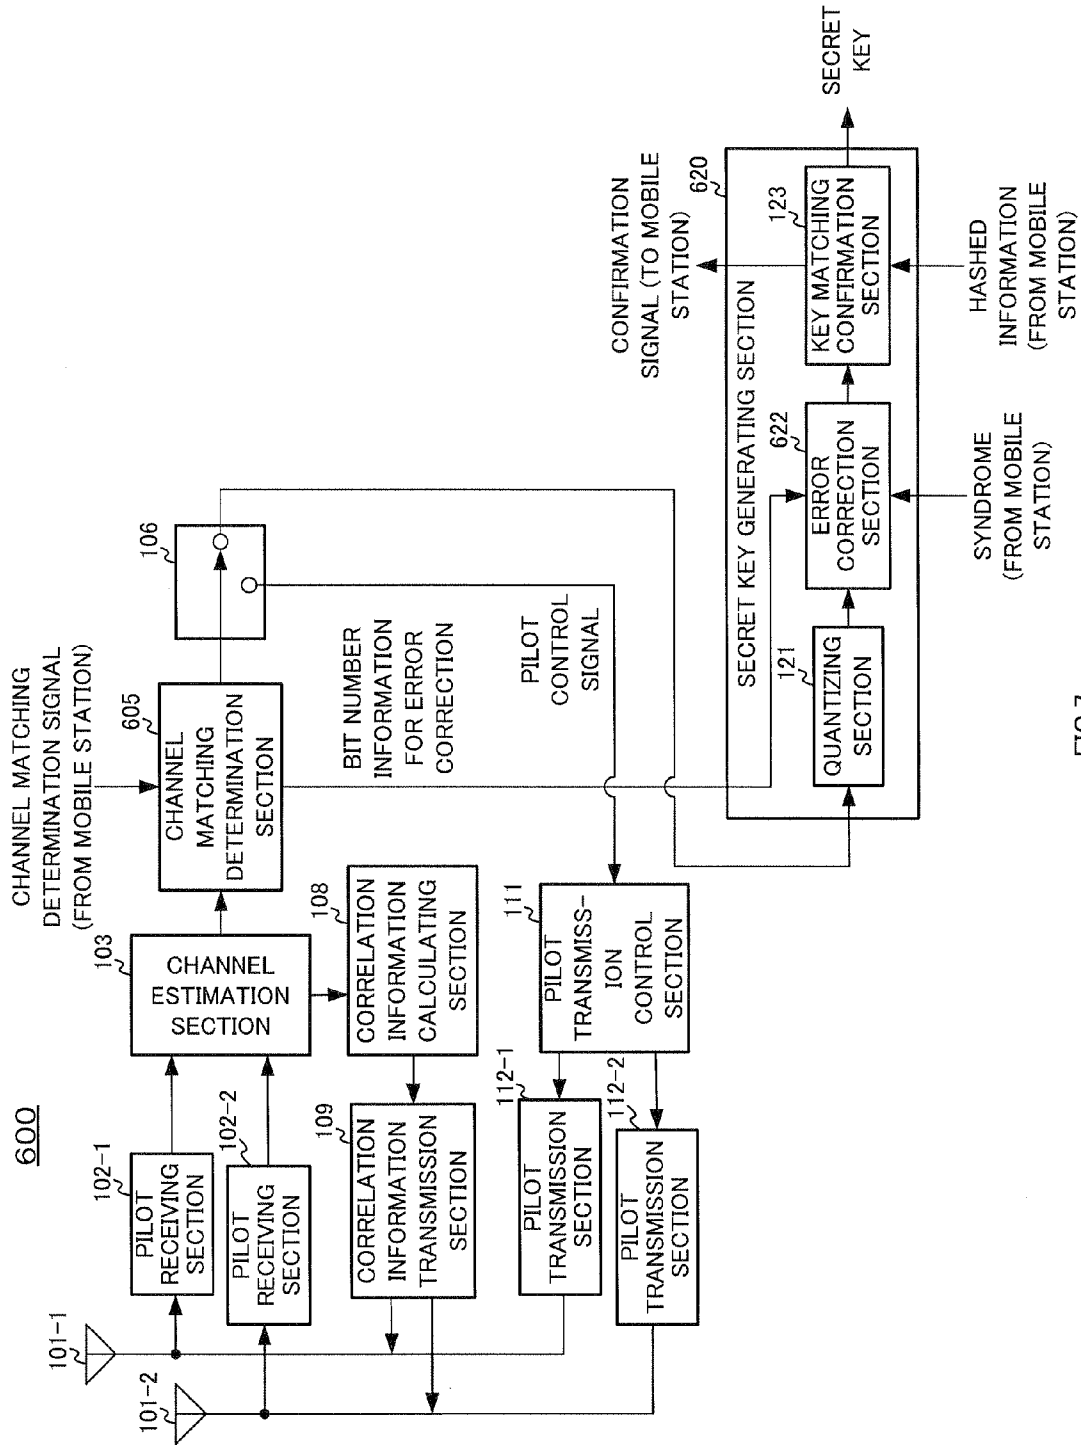 600
101-1
101-2
102-1
PILOT
RECEIVING
SECTION
102-2
PILOT
RECEIVING
SECTION
103
CHANNEL
ESTIMATION
SECTION
CHANNEL MATCHING
DETERMINATION SIGNAL
(FROM MOBILE STATION)
605
CHANNEL
MATCHING
DETERMINATION
SECTION
106
108
CORRELATION
INFORMATION
CALCULATING
SECTION
109
CORRELATION
INFORMATION
TRANSMISSION
SECTION
BIT NUMBER
INFORMATION
FOR ERROR
CORRECTION
PILOT
CONTROL
SIGNAL
111
PILOT
TRANSMISS-
ION
CONTROL
SECTION
112-1
PILOT
TRANSMISSION
SECTION
112-2
PILOT
TRANSMISSION
SECTION
CONFIRMATION
SIGNAL (TO MOBILE
STATION)
620
SECRET KEY GENERATING SECTION
121
QUANTIZING
SECTION
622
ERROR
CORRECTION
SECTION
123
KEY MATCHING
CONFIRMATION
SECTION
SECRET
KEY
SYNDROME
(FROM MOBILE
STATION)
HASHED
INFORMATION
(FROM MOBILE
STATION)
FIG.7